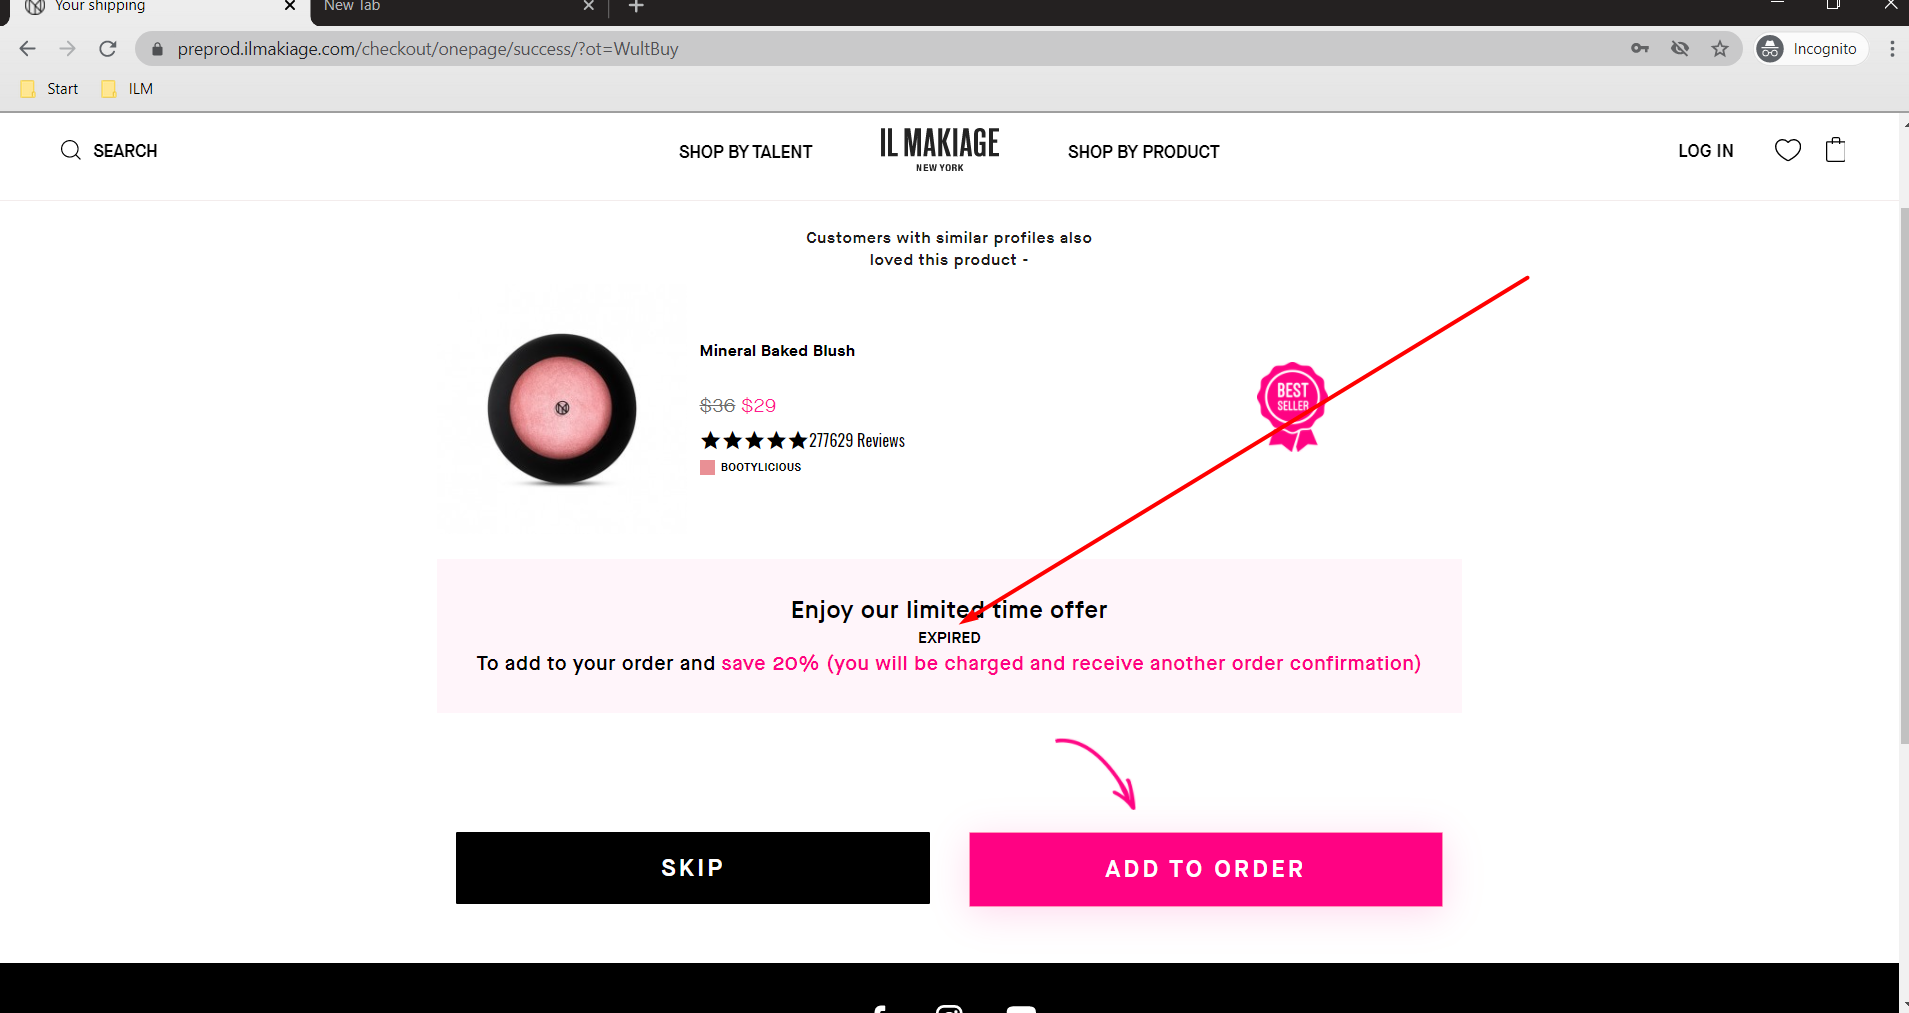 Your shipping
New Tab
preprod.ilmakiage.com/checkout/onepage/success/?ot=WultBuy
Incognito
Start
ILM
SEARCH
SHOP BY TALENT
IL MAKIAGE
NEW YORK
SHOP BY PRODUCT
LOG IN
Customers with similar profiles also
loved this product -
Mineral Baked Blush
$36 $29
277629 Reviews
BOOTYLICIOUS
BEST
SELLER
Enjoy our limited time offer
EXPIRED
To add to your order and save 20% (you will be charged and receive another order confirmation)
SKIP
ADD TO ORDER